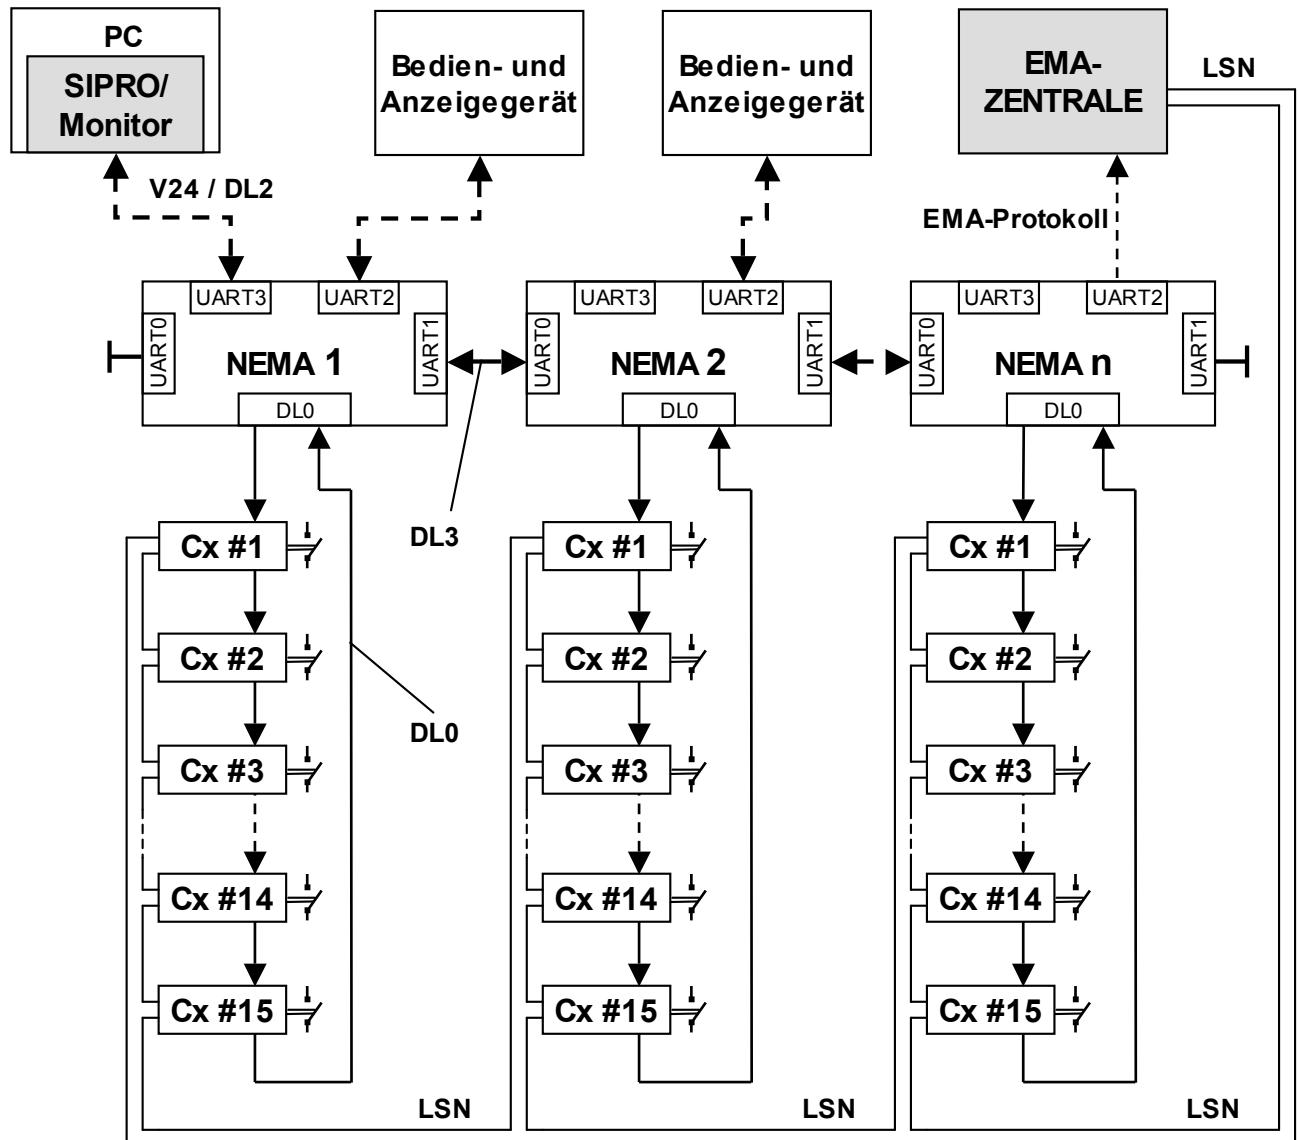 PC
SIPRO/
Monitor
Bedien- und
Anzeigegerät
Bedien- und
Anzeigegerät
EMA-
ZENTRALE
LSN
V24 / DL2
EMA-Protokoll
UART3
UART2
UART0
UART1
NEMA 1
DL0
UART3
UART2
UART0
UART1
NEMA 2
DL0
UART3
UART2
UART0
UART1
NEMA n
DL0
DL3
DL0
Cx #1
Cx #2
Cx #3
Cx #14
Cx #15
Cx #1
Cx #2
Cx #3
Cx #14
Cx #15
Cx #1
Cx #2
Cx #3
Cx #14
Cx #15
LSN
LSN
LSN